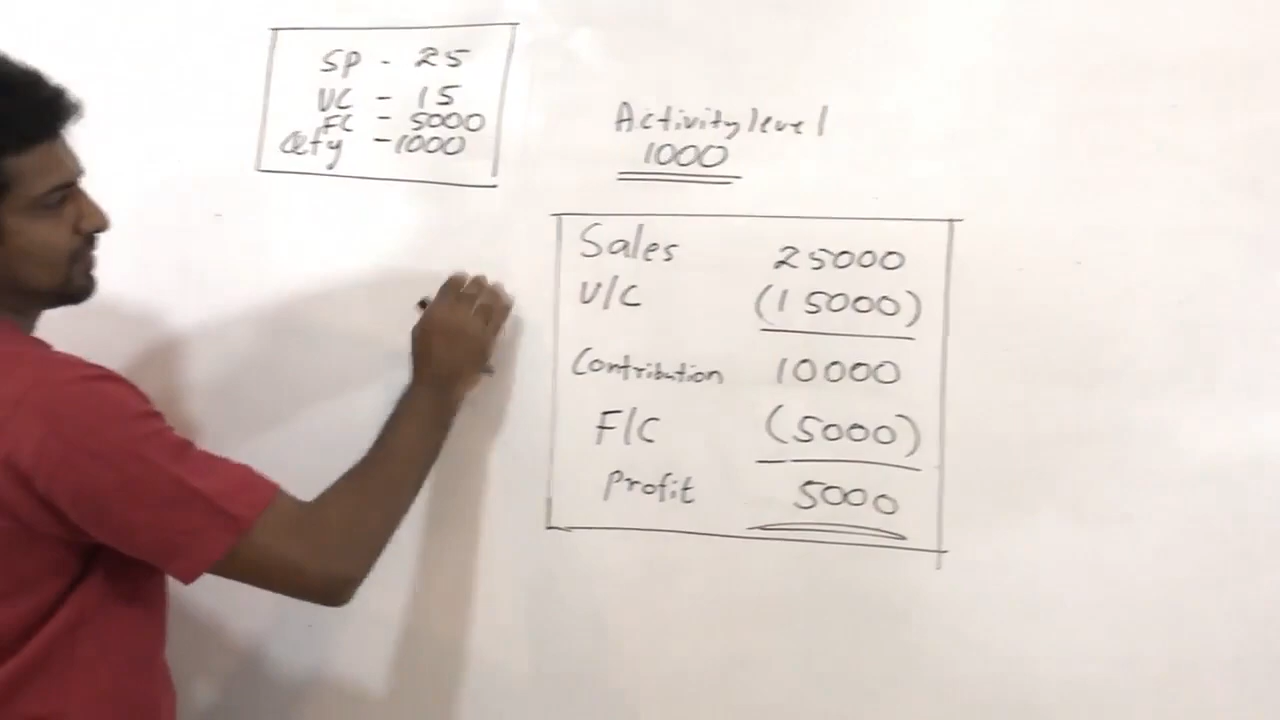 SP - 25
VC - 15
FC - 5000
Qty - 1000
Activity level
1000
Sales 25000
V/C (15000)
Contribution 10000
F/C (5000)
Profit 5000